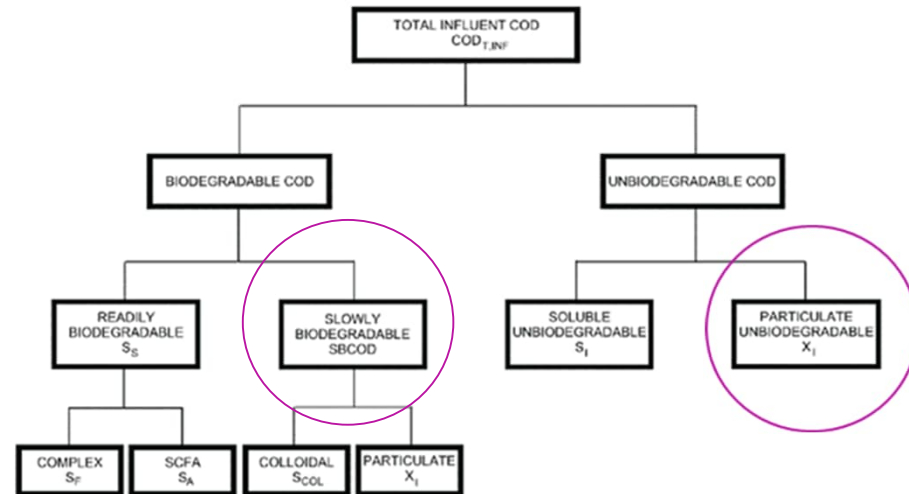 TOTAL INFLUENT COD
COD T,INF
BIODEGRADABLE COD
UNBIODEGRADABLE COD
READILY
BIODEGRADABLE
S S
SLOWLY
BIODEGRADABLE
SBCOD
SOLUBLE
UNBIODEGRADABLE
S I
PARTICULATE
UNBIODEGRADABLE
X I
COMPLEX
S F
SCFA
S A
COLLOIDAL
S COL
PARTICULATE
X I